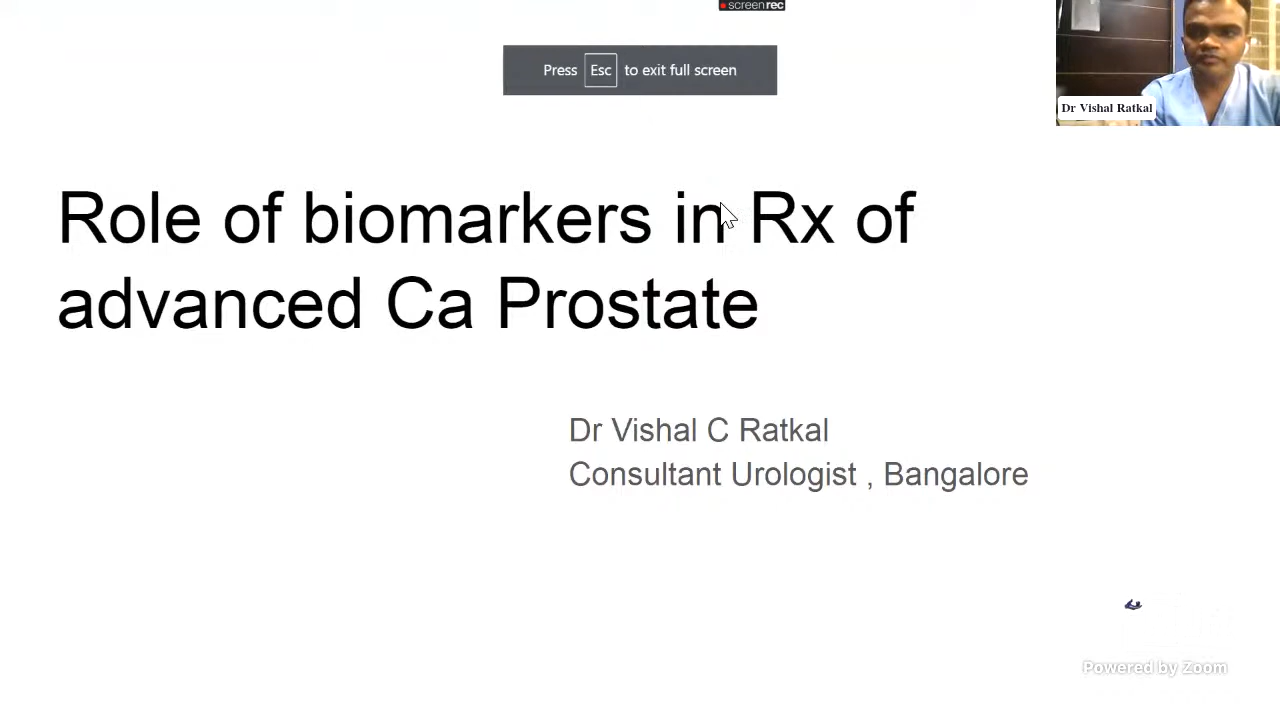 screenrec
Press Esc to exit full screen
Dr Vishal Ratkal
Role of biomarkers in Rx of
advanced Ca Prostate
Dr Vishal C Ratkal
Consultant Urologist , Bangalore
Powered by Zoom